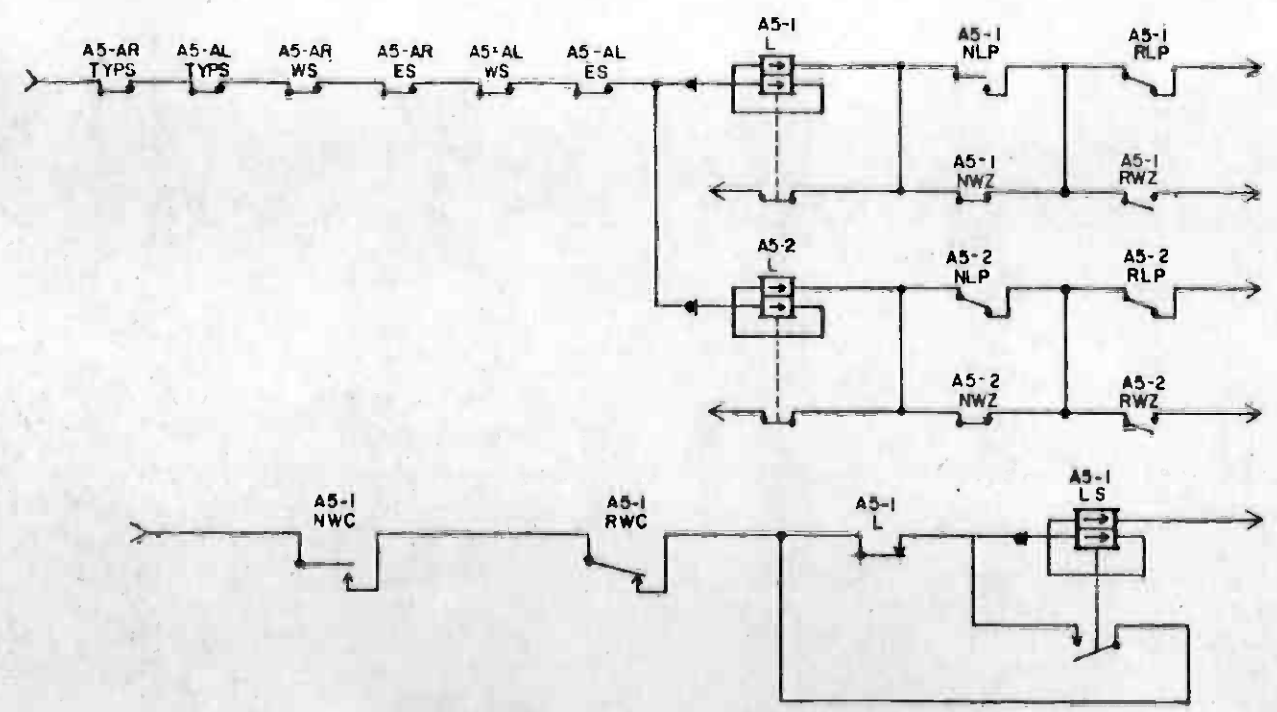 A5-AR
TYPS
A5-AL
TYPS
A5-AR
WS
A5-AR
ES
A5-AL
WS
A5-AL
ES
A5-1
L
A5-1
NLP
A5-1
RLP
A5-1
NWZ
A5-1
RWZ
A5-2
L
A5-2
NLP
A5-2
RLP
A5-2
NWZ
A5-2
RWZ
A5-1
NWC
A5-1
RWC
A5-1
L
A5-1
LS